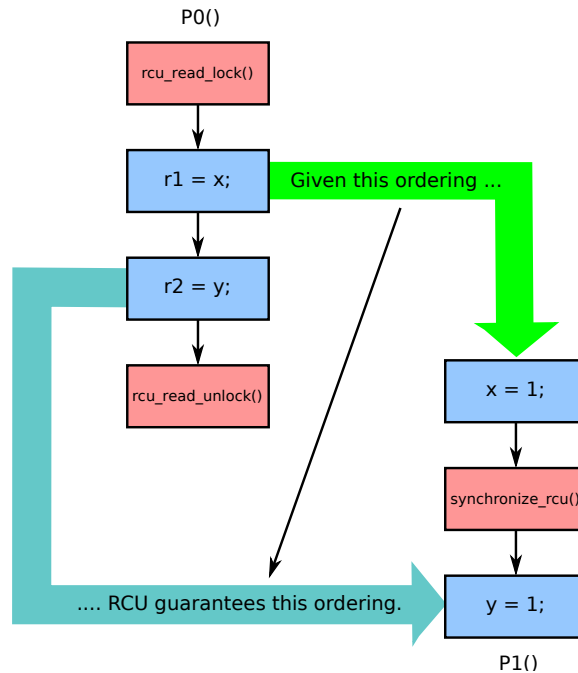 P0()
rcu_read_lock()
r1 = x;
Given this ordering ...
r2 = y;
rcu_read_unlock()
x = 1;
synchronize_rcu()
.... RCU guarantees this ordering.
y = 1;
P1()